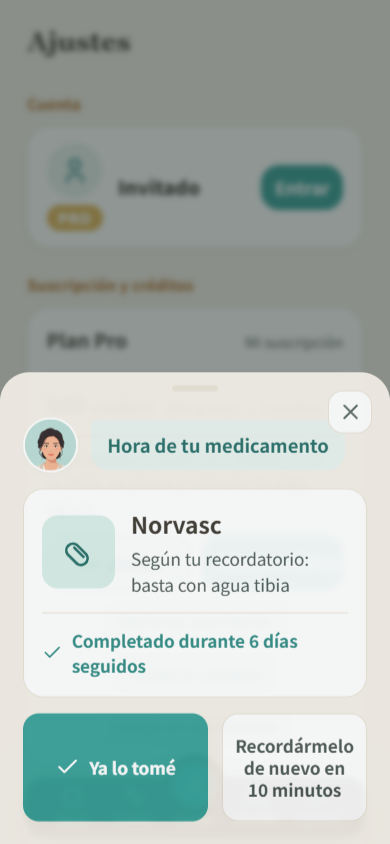 Ajustes
Cuenta
Invitado
Entrar
PRO
Suscripción y créditos
Plan Pro
Mi suscripción
Hora de tu medicamento
Norvasc
Según tu recordatorio:
basta con agua tibia
Completado durante 6 días
seguidos
Ya lo tomé
Recordármelo
de nuevo en
10 minutos